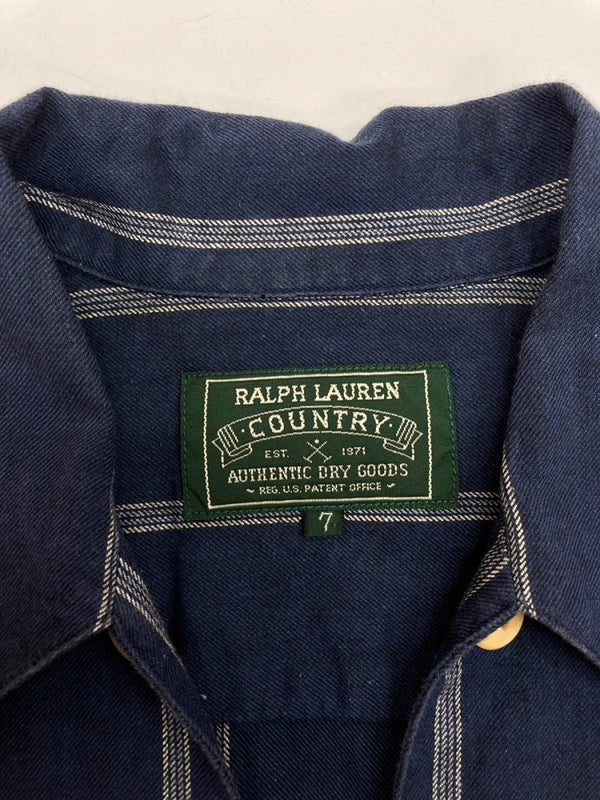 RALPH LAUREN
·COUNTRY·
EST. 1971
AUTHENTIC DRY GOODS
~ REG. U.S. PATENT OFFICE ~
7